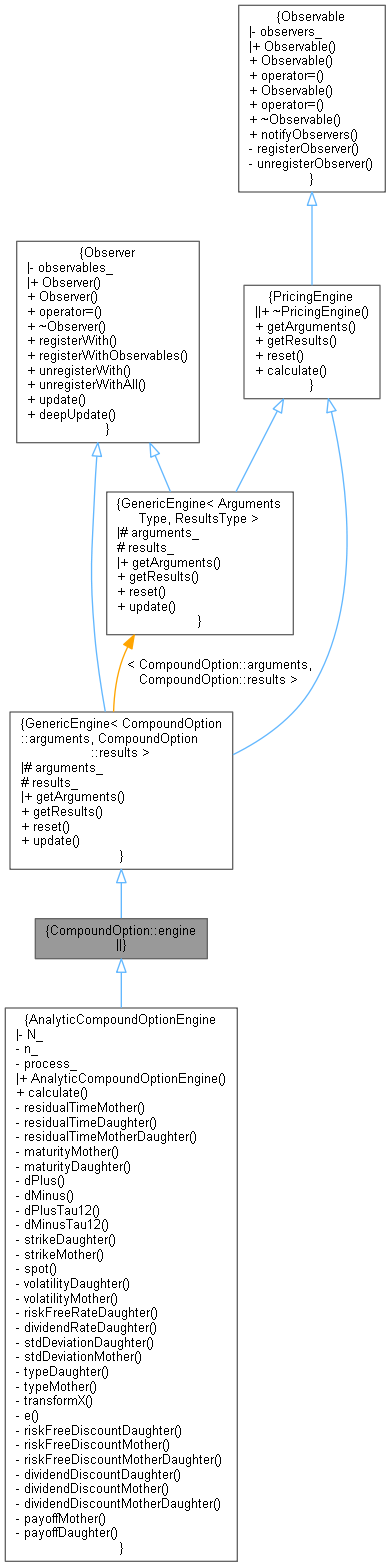 {Observable
|- observers_
|+ Observable()
+ Observable()
+ operator=()
+ Observable()
+ operator=()
+ ~Observable()
+ notifyObservers()
- registerObserver()
- unregisterObserver()
}
{Observer
|- observables_
|+ Observer()
+ Observer()
+ operator=()
+ ~Observer()
+ registerWith()
+ registerWithObservables()
+ unregisterWith()
+ unregisterWithAll()
+ update()
+ deepUpdate()
}
{PricingEngine
||+ ~PricingEngine()
+ getArguments()
+ getResults()
+ reset()
+ calculate()
}
{GenericEngine< Arguments
Type, ResultsType >
|# arguments_
# results_
|+ getArguments()
+ getResults()
+ reset()
+ update()
}
< CompoundOption::arguments,
CompoundOption::results >
{GenericEngine< CompoundOption
::arguments, CompoundOption
::results >
|# arguments_
# results_
|+ getArguments()
+ getResults()
+ reset()
+ update()
}
{CompoundOption::engine
||}
{AnalyticCompoundOptionEngine
|- N_
- n_
- process_
|+ AnalyticCompoundOptionEngine()
+ calculate()
- residualTimeMother()
- residualTimeDaughter()
- residualTimeMotherDaughter()
- maturityMother()
- maturityDaughter()
- dPlus()
- dMinus()
- dPlusTau12()
- dMinusTau12()
- strikeDaughter()
- strikeMother()
- spot()
- volatilityDaughter()
- volatilityMother()
- riskFreeRateDaughter()
- dividendRateDaughter()
- stdDeviationDaughter()
- stdDeviationMother()
- typeDaughter()
- typeMother()
- transformX()
- e()
- riskFreeDiscountDaughter()
- riskFreeDiscountMother()
- riskFreeDiscountMotherDaughter()
- dividendDiscountDaughter()
- dividendDiscountMother()
- dividendDiscountMotherDaughter()
- payoffMother()
- payoffDaughter()
}